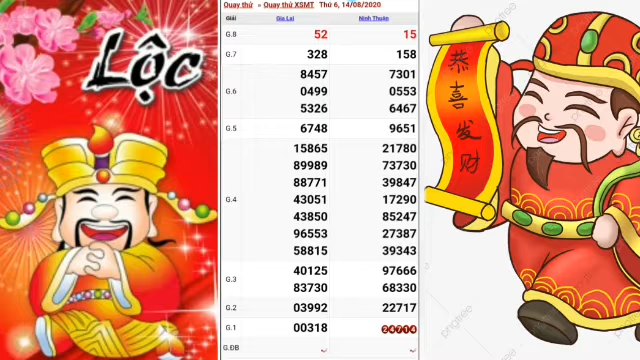 Lộc
Quay thử » Quay thử XSMT Thứ 6, 14/08/2020
Giải Gia Lai Ninh Thuận
G.8 52 15
G.7 328 158
8457 7301
G.6 0499 0553
5326 6467
G.5 6748 9651
15865 21780
89989 73730
88771 39847
G.4 43051 17290
43850 85247
96553 27387
58815 39343
G.3 40125 97666
83730 68330
G.2 03992 22717
G.1 00318 24714
G.ĐB
恭
喜
发
财
pngtree